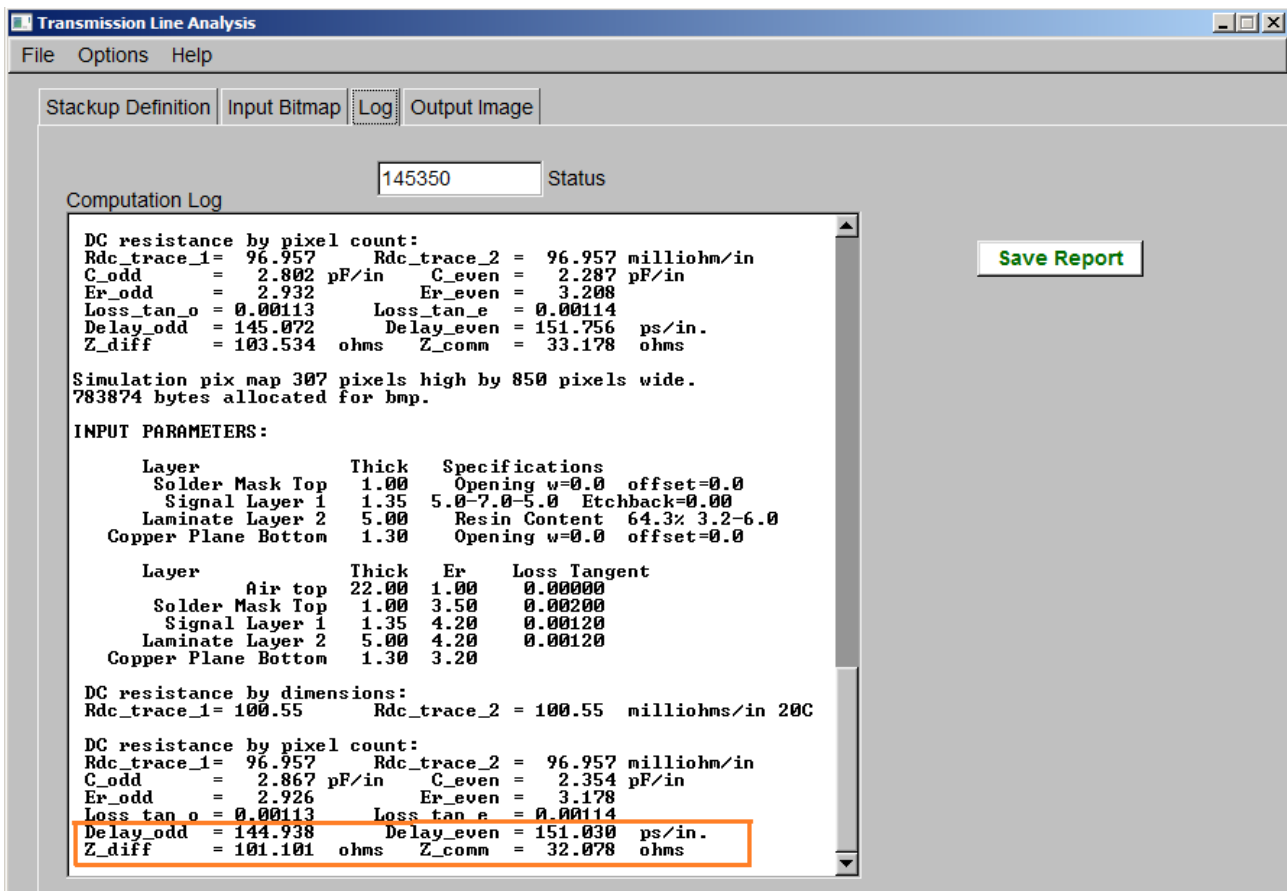 Transmission Line Analysis
File Options Help
Stackup Definition Input Bitmap Log Output Image
145350 Status
Computation Log
Save Report
DC resistance by pixel count:
Rdc_trace_1= 96.957 Rdc_trace_2 = 96.957 milliohm/in
C_odd = 2.802 pF/in C_even = 2.287 pF/in
Er_odd = 2.932 Er_even = 3.208
Loss_tan_o = 0.00113 Loss_tan_e = 0.00114
Delay_odd = 145.072 Delay_even = 151.756 ps/in.
Z_diff = 103.534 ohms Z_comm = 33.178 ohms
Simulation pix map 307 pixels high by 850 pixels wide.
783874 bytes allocated for bmp.
INPUT PARAMETERS:
Layer Thick Specifications
Solder Mask Top 1.00 Opening w=0.0 offset=0.0
Signal Layer 1 1.35 5.0-7.0-5.0 Etchback=0.00
Laminate Layer 2 5.00 Resin Content 64.3% 3.2-6.0
Copper Plane Bottom 1.30 Opening w=0.0 offset=0.0
Layer Thick Er Loss Tangent
Air top 22.00 1.00 0.00000
Solder Mask Top 1.00 3.50 0.00200
Signal Layer 1 1.35 4.20 0.00120
Laminate Layer 2 5.00 4.20 0.00120
Copper Plane Bottom 1.30 3.20
DC resistance by dimensions:
Rdc_trace_1= 100.55 Rdc_trace_2 = 100.55 milliohms/in 20C
DC resistance by pixel count:
Rdc_trace_1= 96.957 Rdc_trace_2 = 96.957 milliohm/in
C_odd = 2.867 pF/in C_even = 2.354 pF/in
Er_odd = 2.926 Er_even = 3.178
Loss_tan_o = 0.00113 Loss_tan_e = 0.00114
Delay_odd = 144.938 Delay_even = 151.030 ps/in.
Z_diff = 101.101 ohms Z_comm = 32.078 ohms